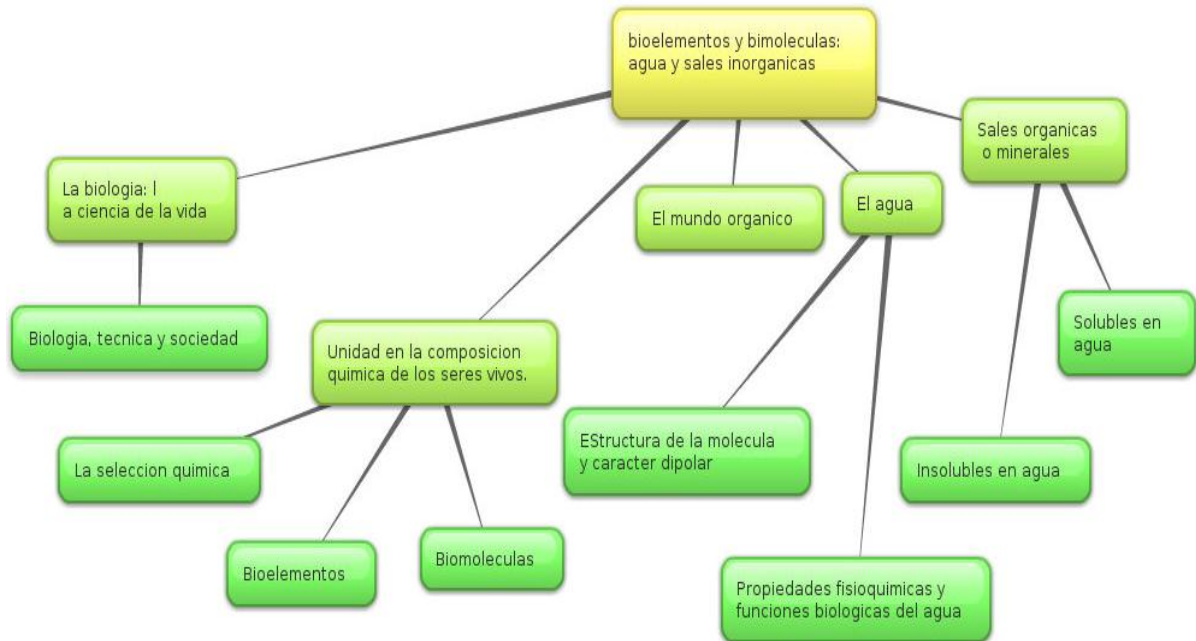 bioelementos y bimoleculas:
agua y sales inorganicas
Sales organicas
o minerales
La biologia: l
a ciencia de la vida
El mundo organico
El agua
Biologia, tecnica y sociedad
Unidad en la composicion
quimica de los seres vivos.
Solubles en
agua
La seleccion quimica
EStructura de la molecula
y caracter dipolar
Insolubles en agua
Bioelementos
Biomoleculas
Propiedades fisioquimicas y
funciones biologicas del agua